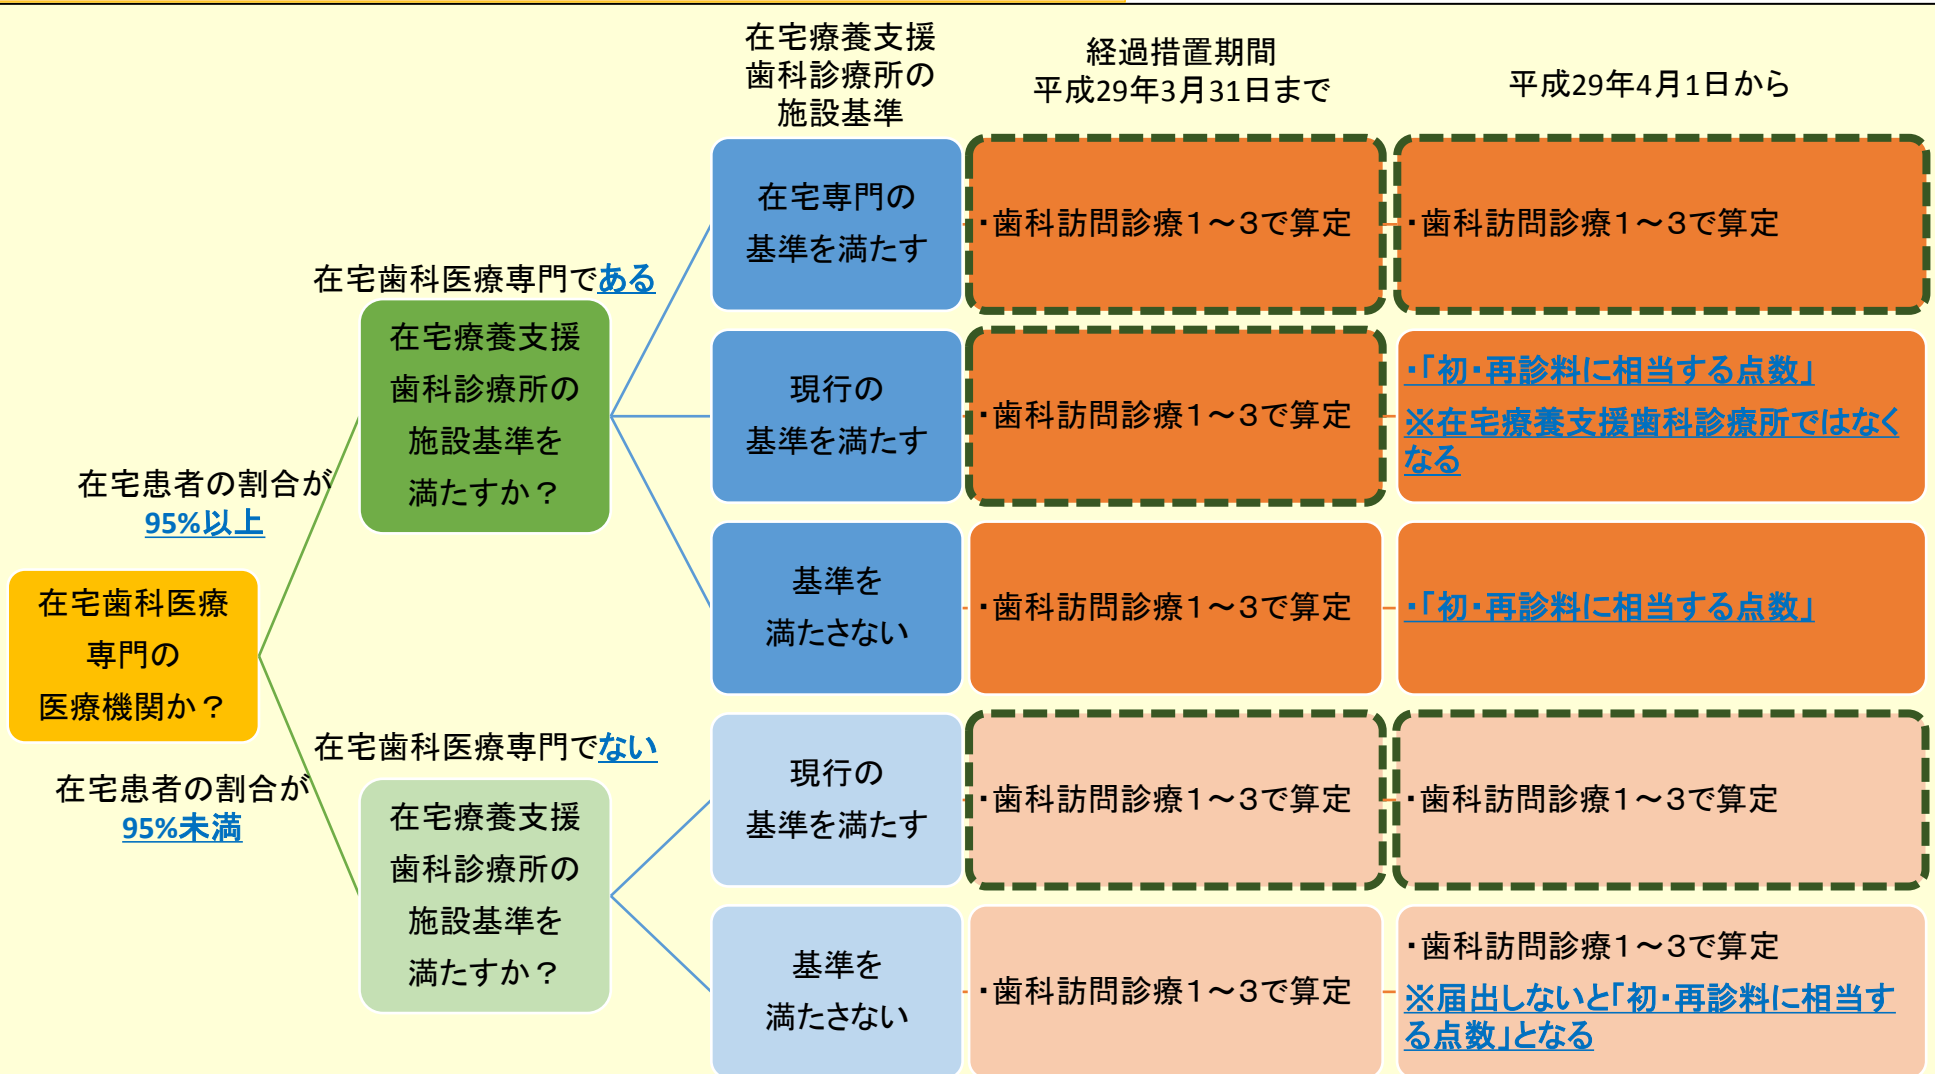 在宅療養支援
歯科診療所の
施設基準
経過措置期間
平成29年3月31日まで
平成29年4月1日から
在宅患者の割合が
95%以上
在宅歯科医療
専門の
医療機関か？
在宅患者の割合が
95%未満
在宅歯科医療専門である
在宅療養支援
歯科診療所の
施設基準を
満たすか？
在宅専門の
基準を満たす
・歯科訪問診療１～３で算定
・歯科訪問診療１～３で算定
現行の
基準を満たす
・歯科訪問診療１～３で算定
・「初・再診料に相当する点数」
※在宅療養支援歯科診療所ではなく
なる
基準を
満たさない
・歯科訪問診療１～３で算定
・「初・再診料に相当する点数」
在宅歯科医療専門でない
在宅療養支援
歯科診療所の
施設基準を
満たすか？
現行の
基準を満たす
・歯科訪問診療１～３で算定
・歯科訪問診療１～３で算定
基準を
満たさない
・歯科訪問診療１～３で算定
・歯科訪問診療１～３で算定
※届出しないと「初・再診料に相当す
る点数」となる